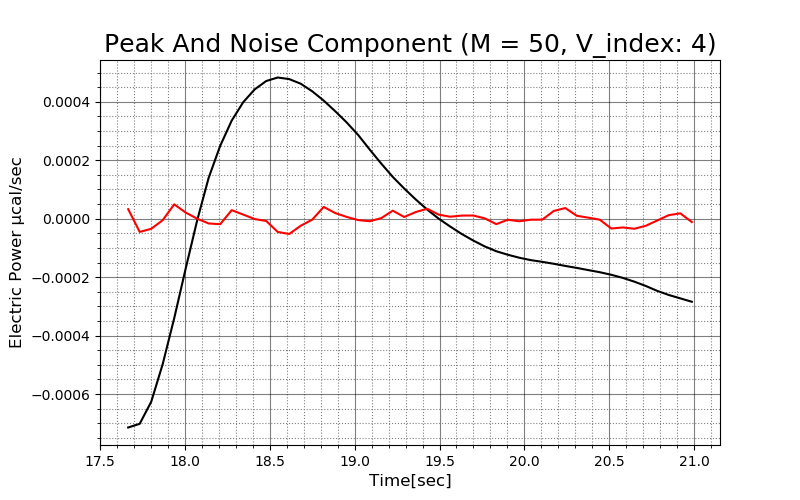 Peak And Noise Component (M = 50, V_index: 4)
Electric Power μcal/sec
0.0004
0.0002
0.0000
−0.0002
−0.0004
−0.0006
17.5 18.0 18.5 19.0 19.5 20.0 20.5 21.0
Time[sec]